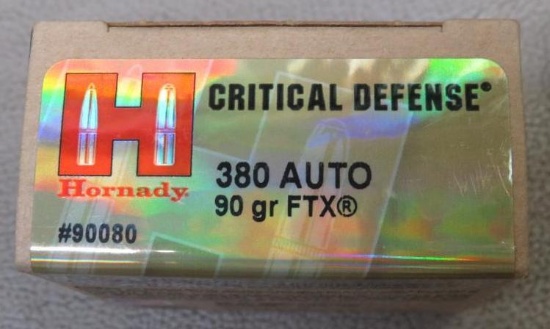 CRITICAL DEFENSE®
H
Hornady
380 AUTO
90 gr FTX®
#90080